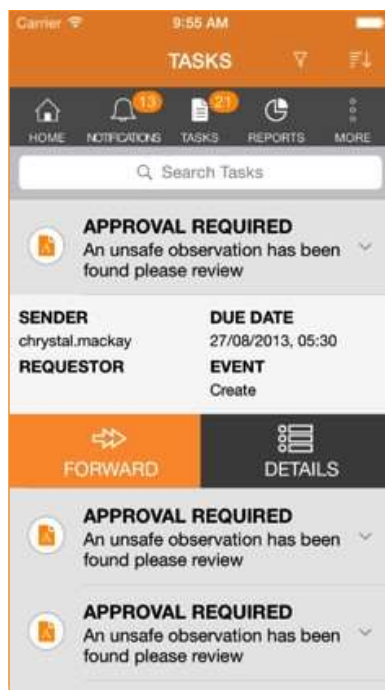 Carrier 9:55 AM
TASKS
13 21
HOME NOTIFICATIONS TASKS REPORTS MORE
Search Tasks
APPROVAL REQUIRED
An unsafe observation has been
found please review
SENDER DUE DATE
chrystal.mackay 27/08/2013, 05:30
REQUESTOR EVENT
Create
FORWARD DETAILS
APPROVAL REQUIRED
An unsafe observation has been
found please review
APPROVAL REQUIRED
An unsafe observation has been
found please review